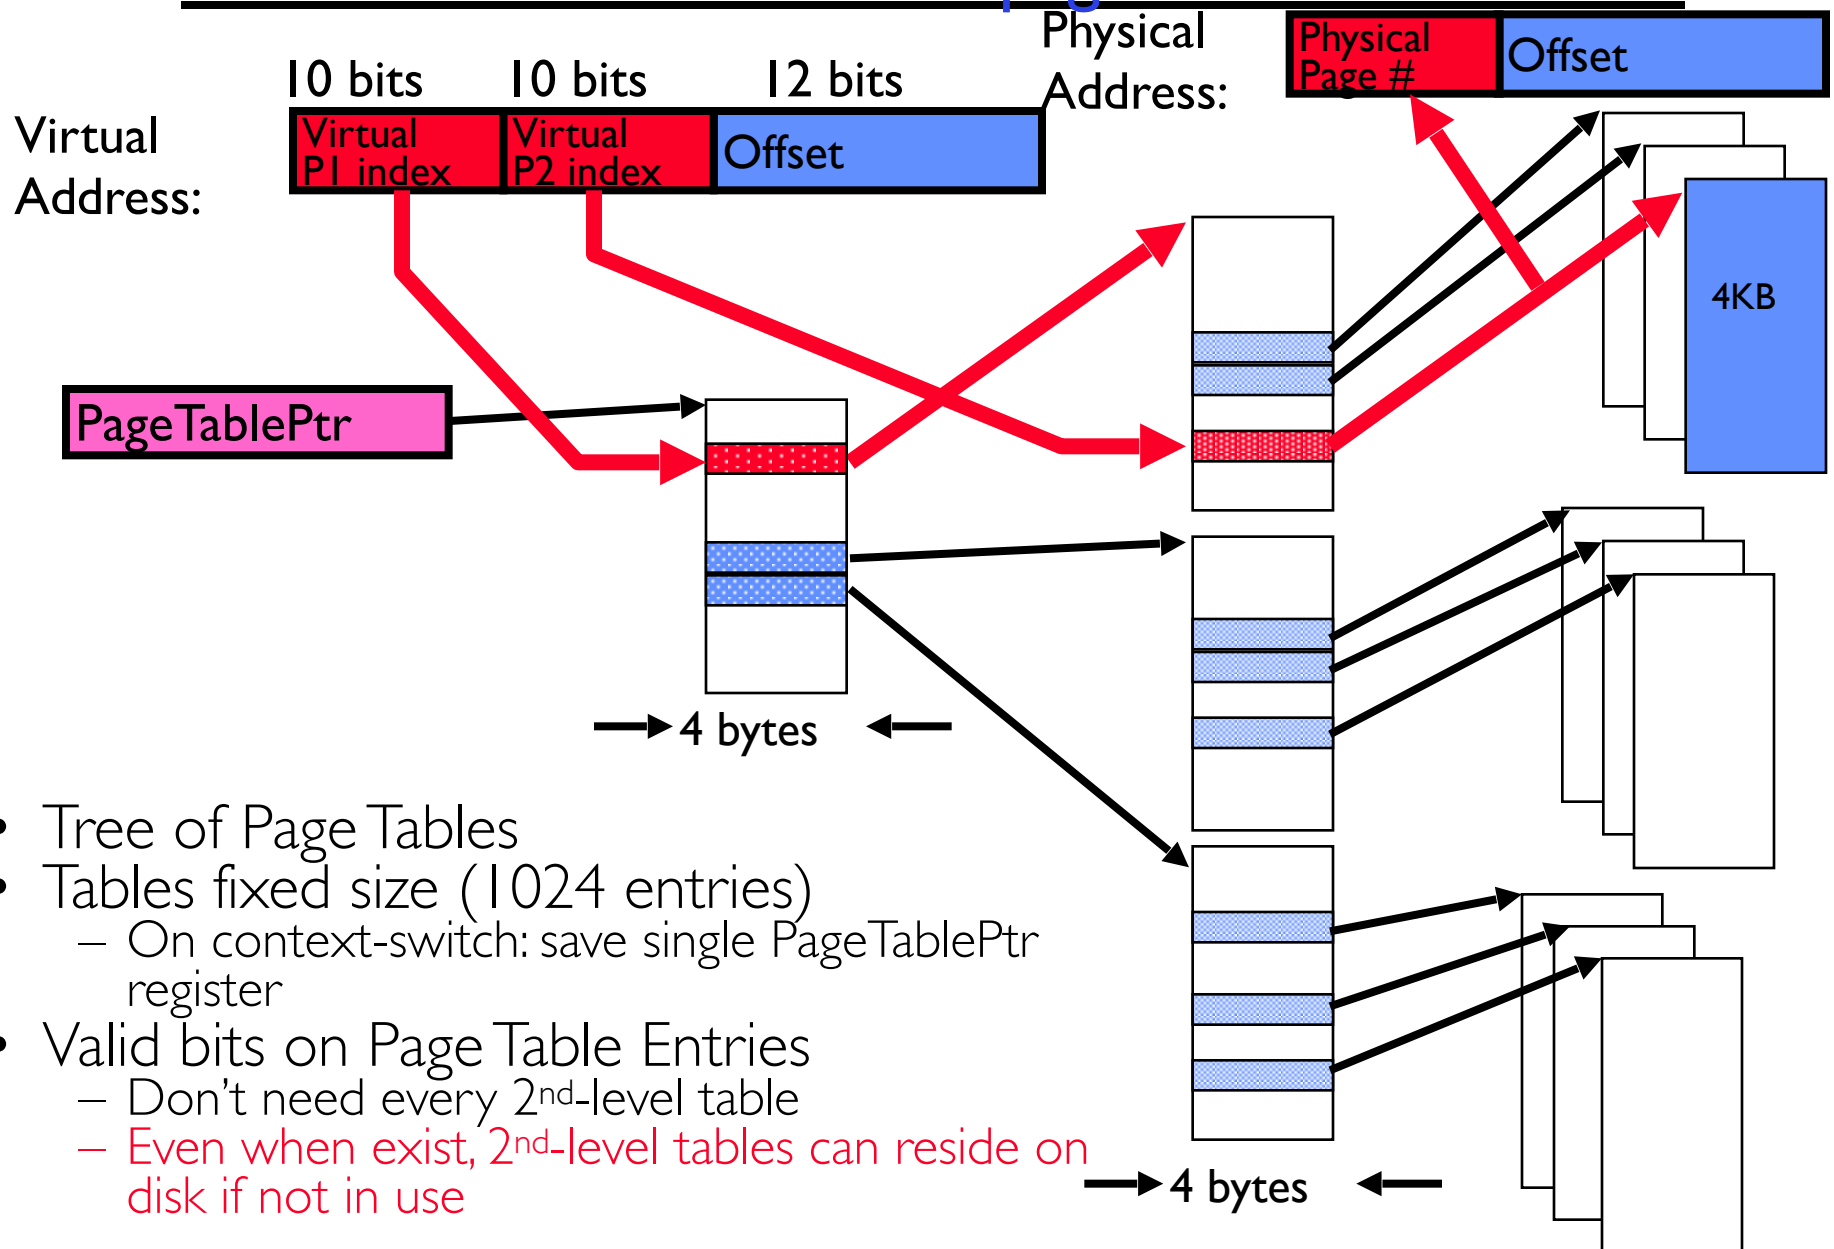 Physical
Address:
Physical
Page #
Offset
10 bits
10 bits
12 bits
Virtual
Address:
Virtual
P1 index
Virtual
P2 index
Offset
4KB
PageTablePtr
4 bytes
• Tree of Page Tables
• Tables fixed size (1024 entries)
– On context-switch: save single PageTablePtr
register
• Valid bits on Page Table Entries
– Don't need every 2nd-level table
– Even when exist, 2nd-level tables can reside on
disk if not in use
4 bytes